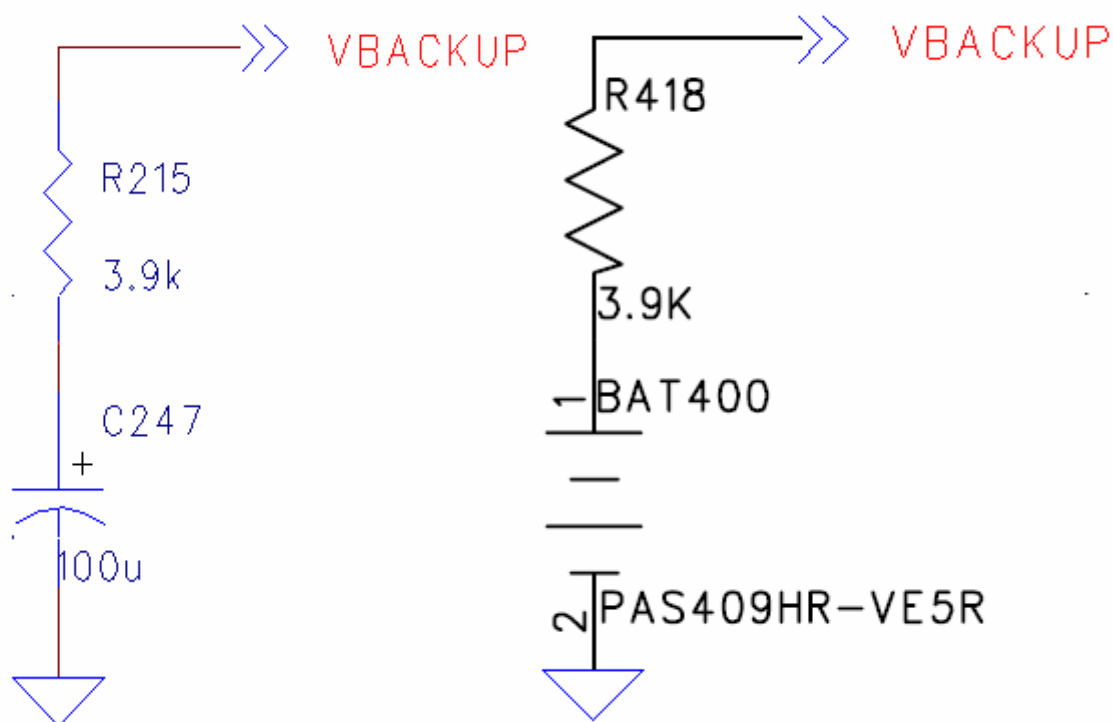 VBACKUP
R215
3.9k
C247
+
100u
VBACKUP
R418
3.9K
1
BAT400
2
PAS409HR-VE5R